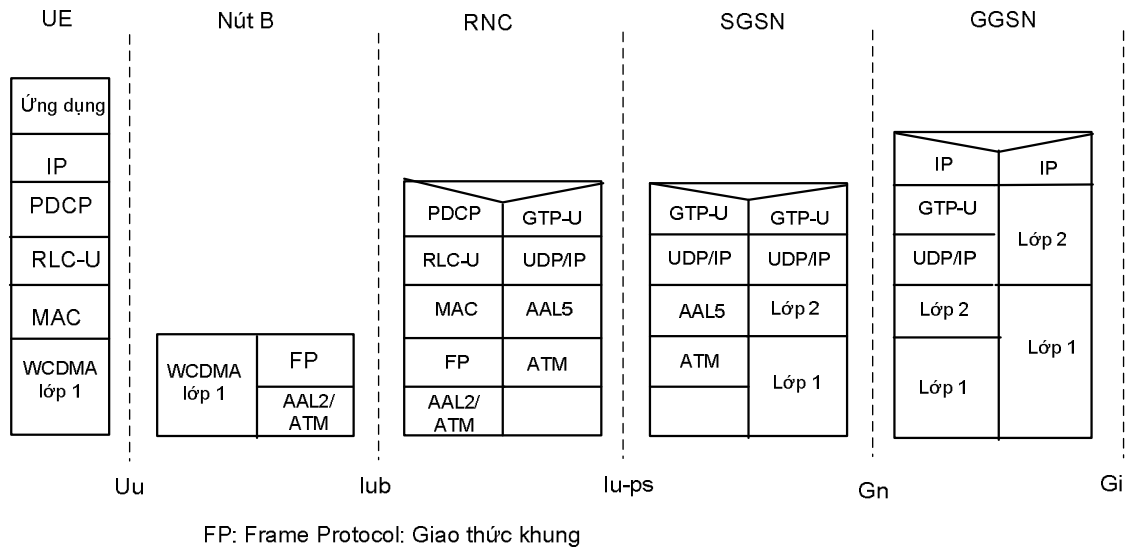 UE
Nút B
RNC
SGSN
GGSN
Ứng dụng
IP
PDCP
RLC-U
MAC
WCDMA
lớp 1
WCDMA
lớp 1
FP
AAL2/
ATM
PDCP
GTP-U
RLC-U
UDP/IP
MAC
AAL5
FP
ATM
AAL2/
ATM
GTP-U
GTP-U
UDP/IP
UDP/IP
AAL5
Lớp 2
ATM
Lớp 1
IP
IP
GTP-U
Lớp 2
UDP/IP
Lớp 2
Lớp 1
Lớp 1
Uu
Iub
Iu-ps
Gn
Gi
FP: Frame Protocol: Giao thức khung